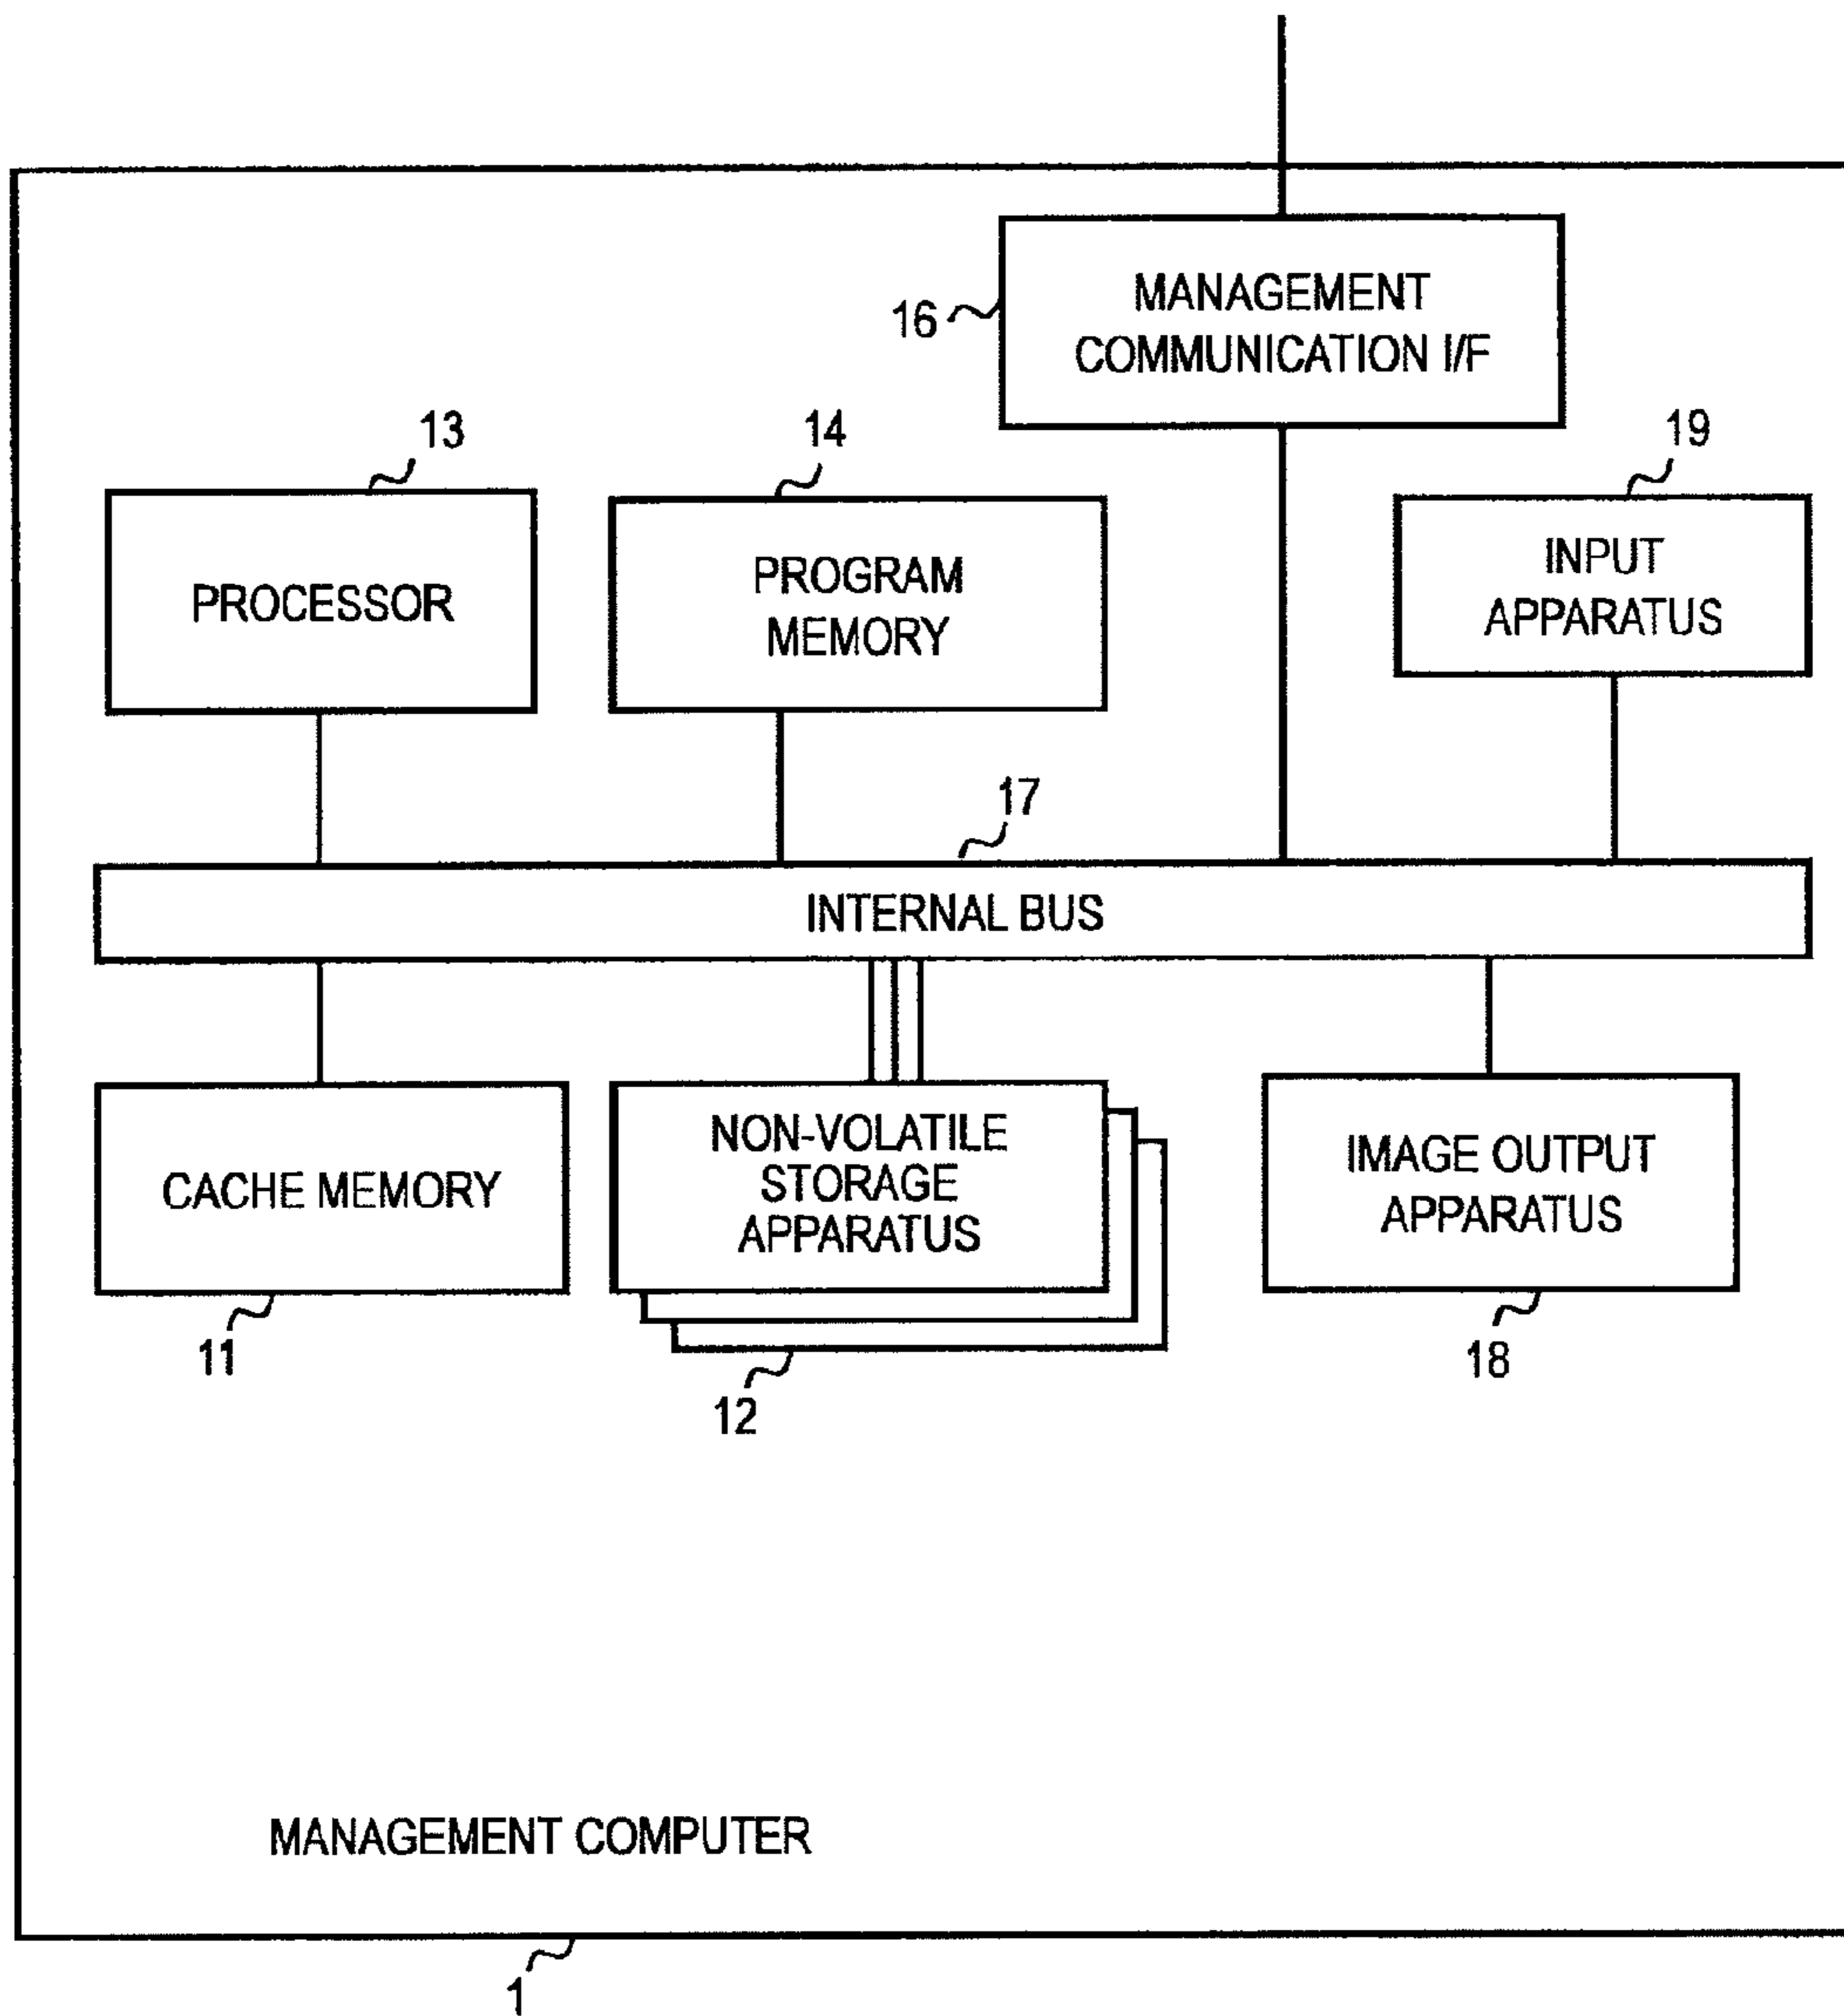 16
MANAGEMENT
COMMUNICATION I/F
13
14
19
PROCESSOR
PROGRAM
MEMORY
INPUT
APPARATUS
17
INTERNAL BUS
CACHE MEMORY
NON-VOLATILE
STORAGE
APPARATUS
IMAGE OUTPUT
APPARATUS
11
12
18
MANAGEMENT COMPUTER
1